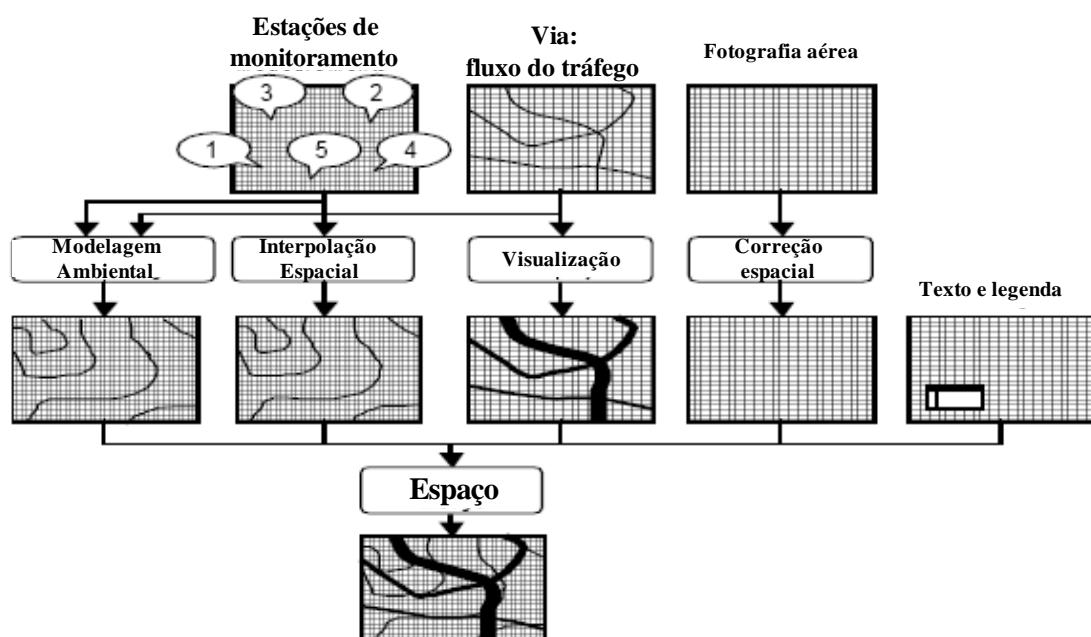 Estações de
monitoramento
Via:
fluxo do tráfego
Fotografia aérea
3
2
1
5
4
Modelagem
Ambiental
Interpolação
Espacial
Visualização
Correção
espacial
Texto e legenda
Espaço